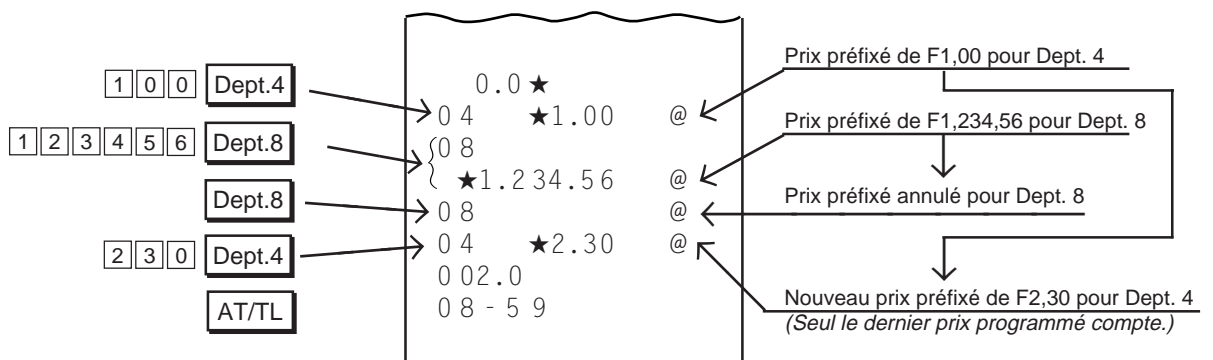 1 0 0 Dept.4
1 2 3 4 5 6 Dept.8
Dept.8
2 3 0 Dept.4
AT/TL
0.0★
04 ★1.00 @
08
★1.234.56 @
08 @
04 ★2.30 @
002.0
08-59
Prix préfixé de F1,00 pour Dept. 4
Prix préfixé de F1,234,56 pour Dept. 8
Prix préfixé annulé pour Dept. 8
Nouveau prix préfixé de F2,30 pour Dept. 4
(Seul le dernier prix programmé compte.)